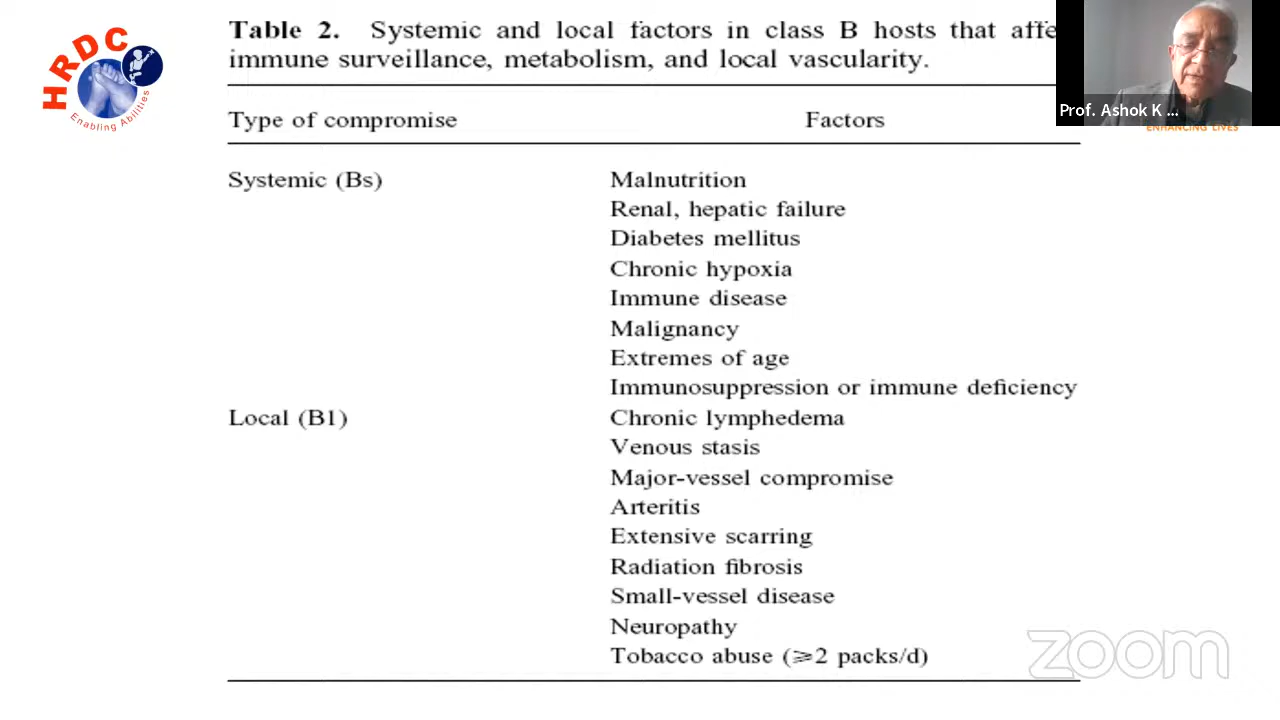 Table 2. Systemic and local factors in class B hosts that
immune surveillance, metabolism, and local vascularity.
Type of compromise Factors
Systemic (Bs) Malnutrition
Renal, hepatic failure
Diabetes mellitus
Chronic hypoxia
Immune disease
Malignancy
Extremes of age
Immunosuppression or immune deficiency
Local (B1) Chronic lymphedema
Venous stasis
Major-vessel compromise
Arteritis
Extensive scarring
Radiation fibrosis
Small-vessel disease
Neuropathy
Tobacco abuse (⩾2 packs/d)
HRDC
Enabling Abilities
Prof. Ashok K ...
ENHANCING LIVES
zoom